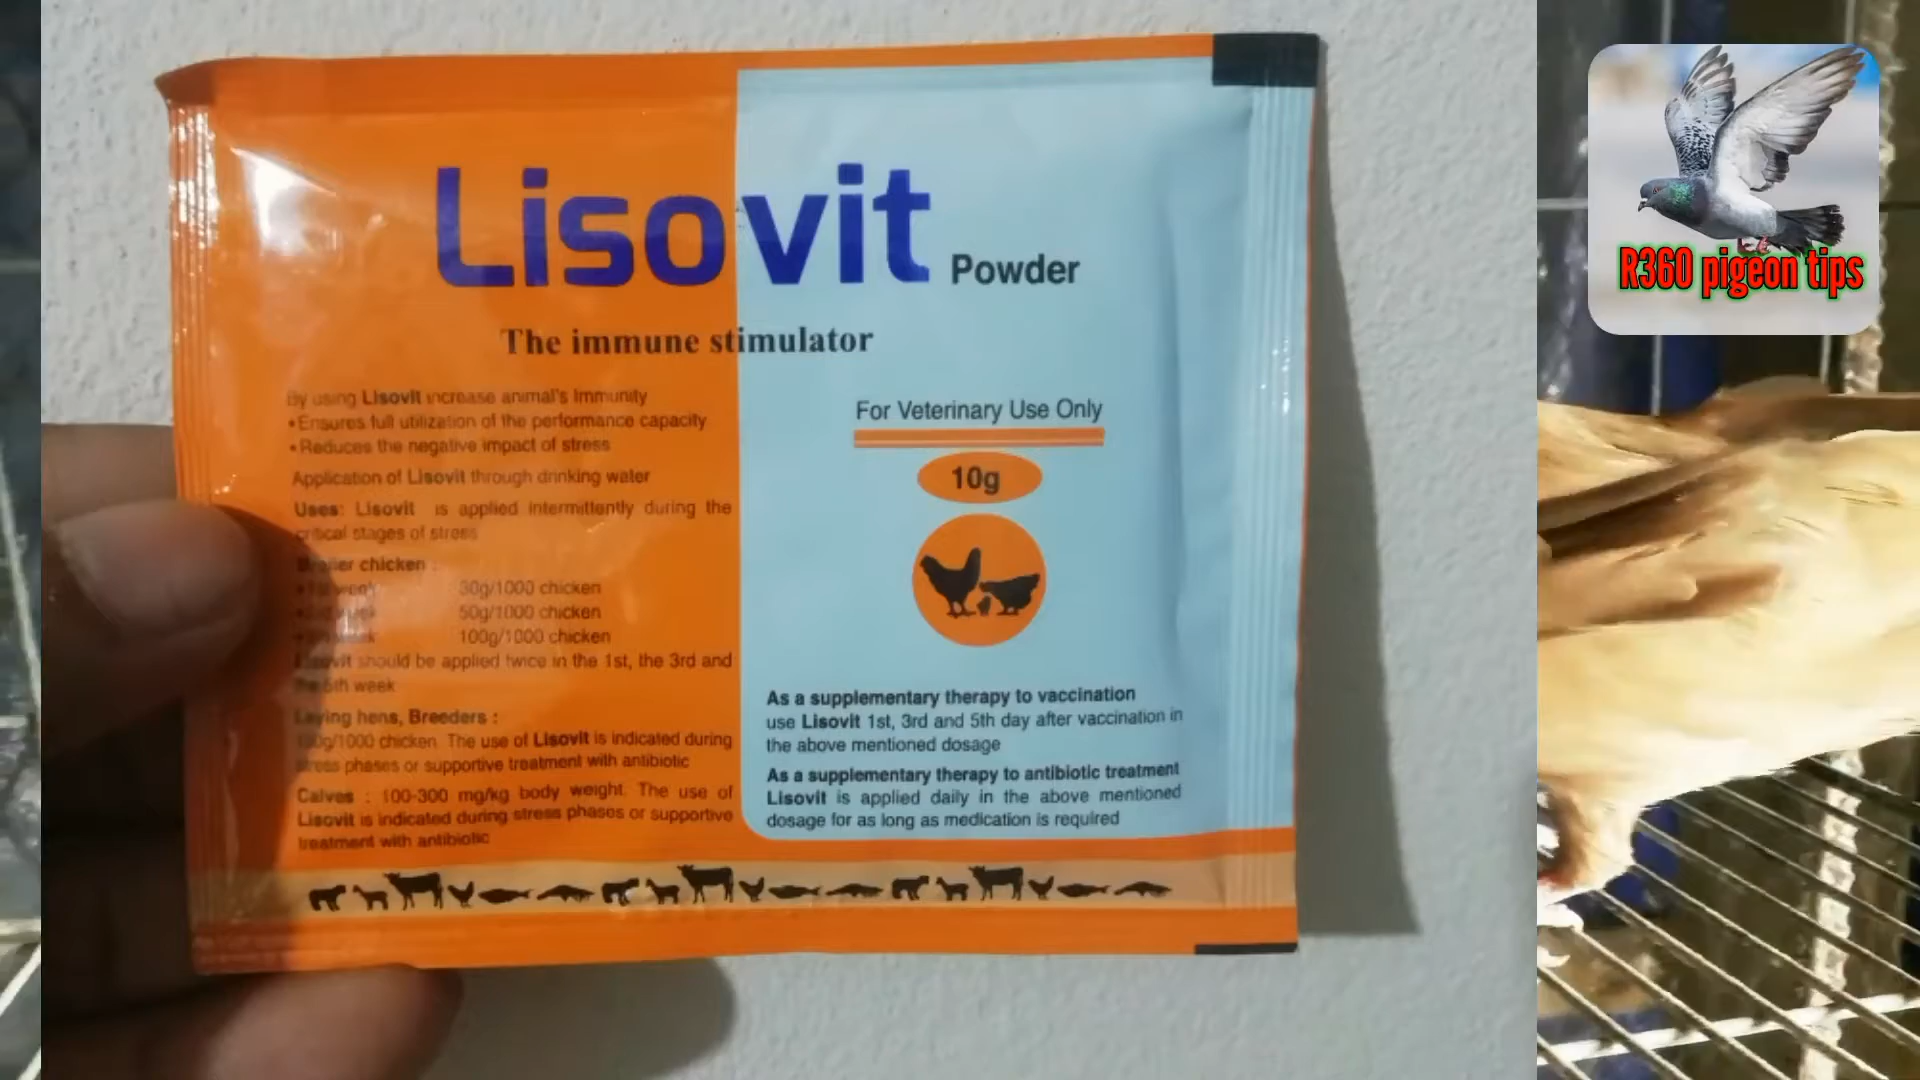 R360 pigeon tips
Lisovit Powder
The immune stimulator
By using Lisovit increase animal's immunity
•Ensures full utilization of the performance capacity
•Reduces the negative impact of stress
Application of Lisovit through drinking water
Uses: Lisovit is applied intermittently during the
critical stages of stress
Broiler chicken :
30g/1000 chicken
50g/1000 chicken
100g/1000 chicken
Lisovit should be applied twice in the 1st, the 3rd and
the 5th week
Laying hens, Breeders :
100g/1000 chicken. The use of Lisovit is indicated during
stress phases or supportive treatment with antibiotic
Calves : 100-300 mg/kg body weight. The use of
Lisovit is indicated during stress phases or supportive
treatment with antibiotic
For Veterinary Use Only
10g
As a supplementary therapy to vaccination
use Lisovit 1st, 3rd and 5th day after vaccination in
the above mentioned dosage
As a supplementary therapy to antibiotic treatment
Lisovit is applied daily in the above mentioned
dosage for as long as medication is required